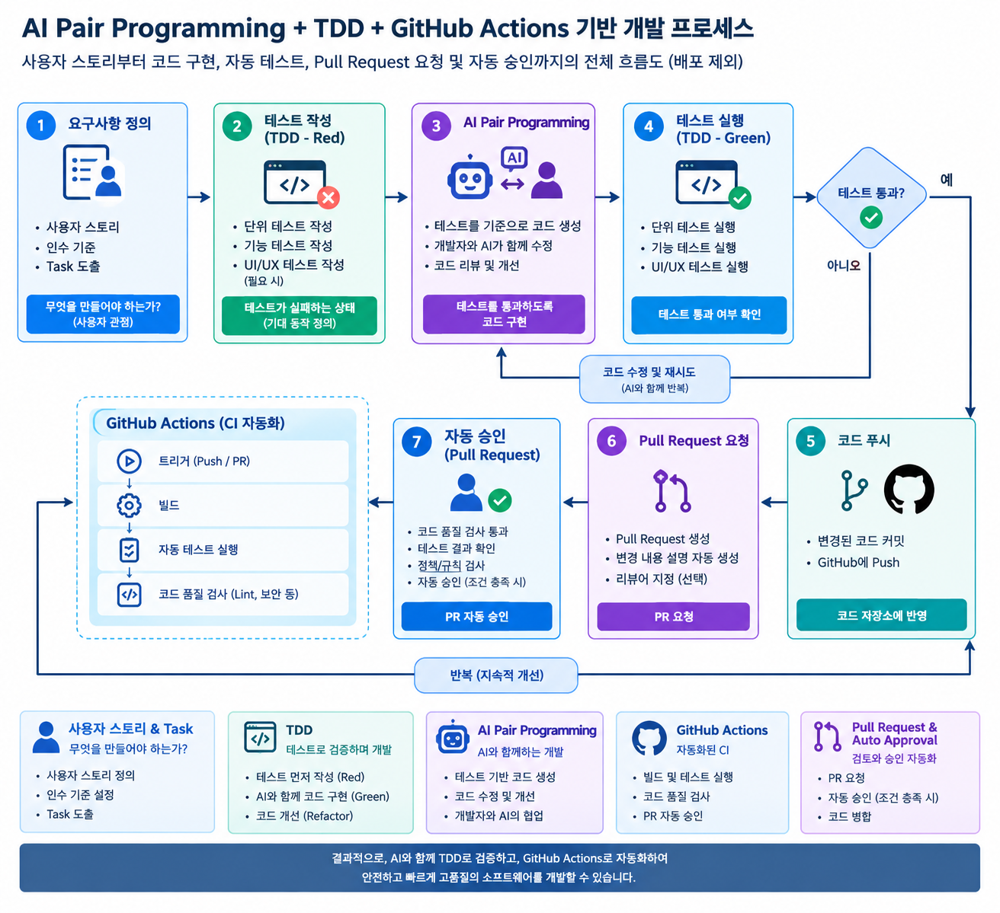 AI Pair Programming + TDD + GitHub Actions 기반 개발 프로세스
사용자 스토리부터 코드 구현, 자동 테스트, Pull Request 요청 및 자동 승인까지의 전체 흐름도 (배포 제외)
1 요구사항 정의
• 사용자 스토리
• 인수 기준
• Task 도출
무엇을 만들어야 하는가?
(사용자 관점)
2 테스트 작성
(TDD - Red)
</>
• 단위 테스트 작성
• 기능 테스트 작성
• UI/UX 테스트 작성
(필요 시)
테스트가 실패하는 상태
(기대 동작 정의)
3 AI Pair Programming
AI
• 테스트를 기준으로 코드 생성
• 개발자와 AI가 함께 수정
• 코드 리뷰 및 개선
테스트를 통과하도록
코드 구현
4 테스트 실행
(TDD - Green)
</>
• 단위 테스트 실행
• 기능 테스트 실행
• UI/UX 테스트 실행
테스트 통과 여부 확인
테스트 통과?
예
아니오
코드 수정 및 재시도
(AI와 함께 반복)
GitHub Actions (CI 자동화)
트리거 (Push / PR)
빌드
자동 테스트 실행
</> 코드 품질 검사 (Lint, 보안 등)
7 자동 승인
(Pull Request)
• 코드 품질 검사 통과
• 테스트 결과 확인
• 정책/규칙 검사
• 자동 승인 (조건 충족 시)
PR 자동 승인
6 Pull Request 요청
• Pull Request 생성
• 변경 내용 설명 자동 생성
• 리뷰어 지정 (선택)
PR 요청
5 코드 푸시
• 변경된 코드 커밋
• GitHub에 Push
코드 저장소에 반영
반복 (지속적 개선)
사용자 스토리 & Task
무엇을 만들어야 하는가?
• 사용자 스토리 정의
• 인수 기준 설정
• Task 도출
</>
TDD
테스트로 검증하며 개발
• 테스트 먼저 작성 (Red)
• AI와 함께 코드 구현 (Green)
• 코드 개선 (Refactor)
AI Pair Programming
AI와 함께하는 개발
• 테스트 기반 코드 생성
• 코드 수정 및 개선
• 개발자와 AI의 협업
GitHub Actions
자동화된 CI
• 빌드 및 테스트 실행
• 코드 품질 검사
• PR 자동 승인
Pull Request &
Auto Approval
검토와 승인 자동화
• PR 요청
• 자동 승인 (조건 충족 시)
• 코드 병합
결과적으로, AI와 함께 TDD로 검증하고, GitHub Actions로 자동화하여
안전하고 빠르게 고품질의 소프트웨어를 개발할 수 있습니다.